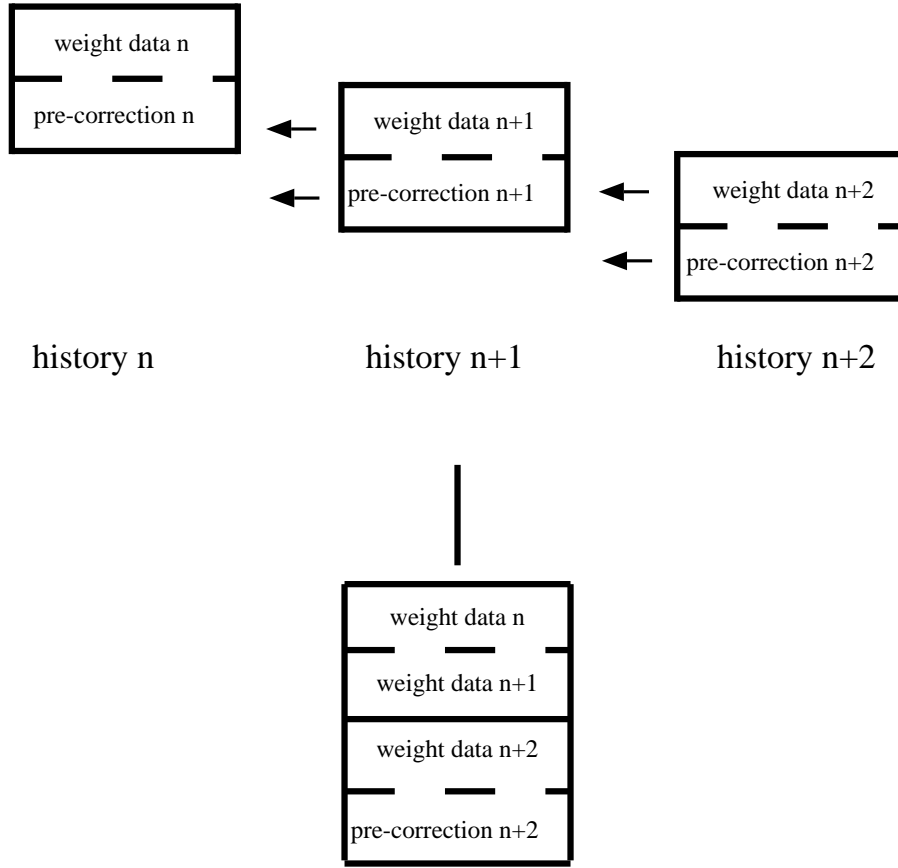 weight data n
pre-correction n
weight data n+1
pre-correction n+1
weight data n+2
pre-correction n+2
history n
history n+1
history n+2
weight data n
weight data n+1
weight data n+2
pre-correction n+2